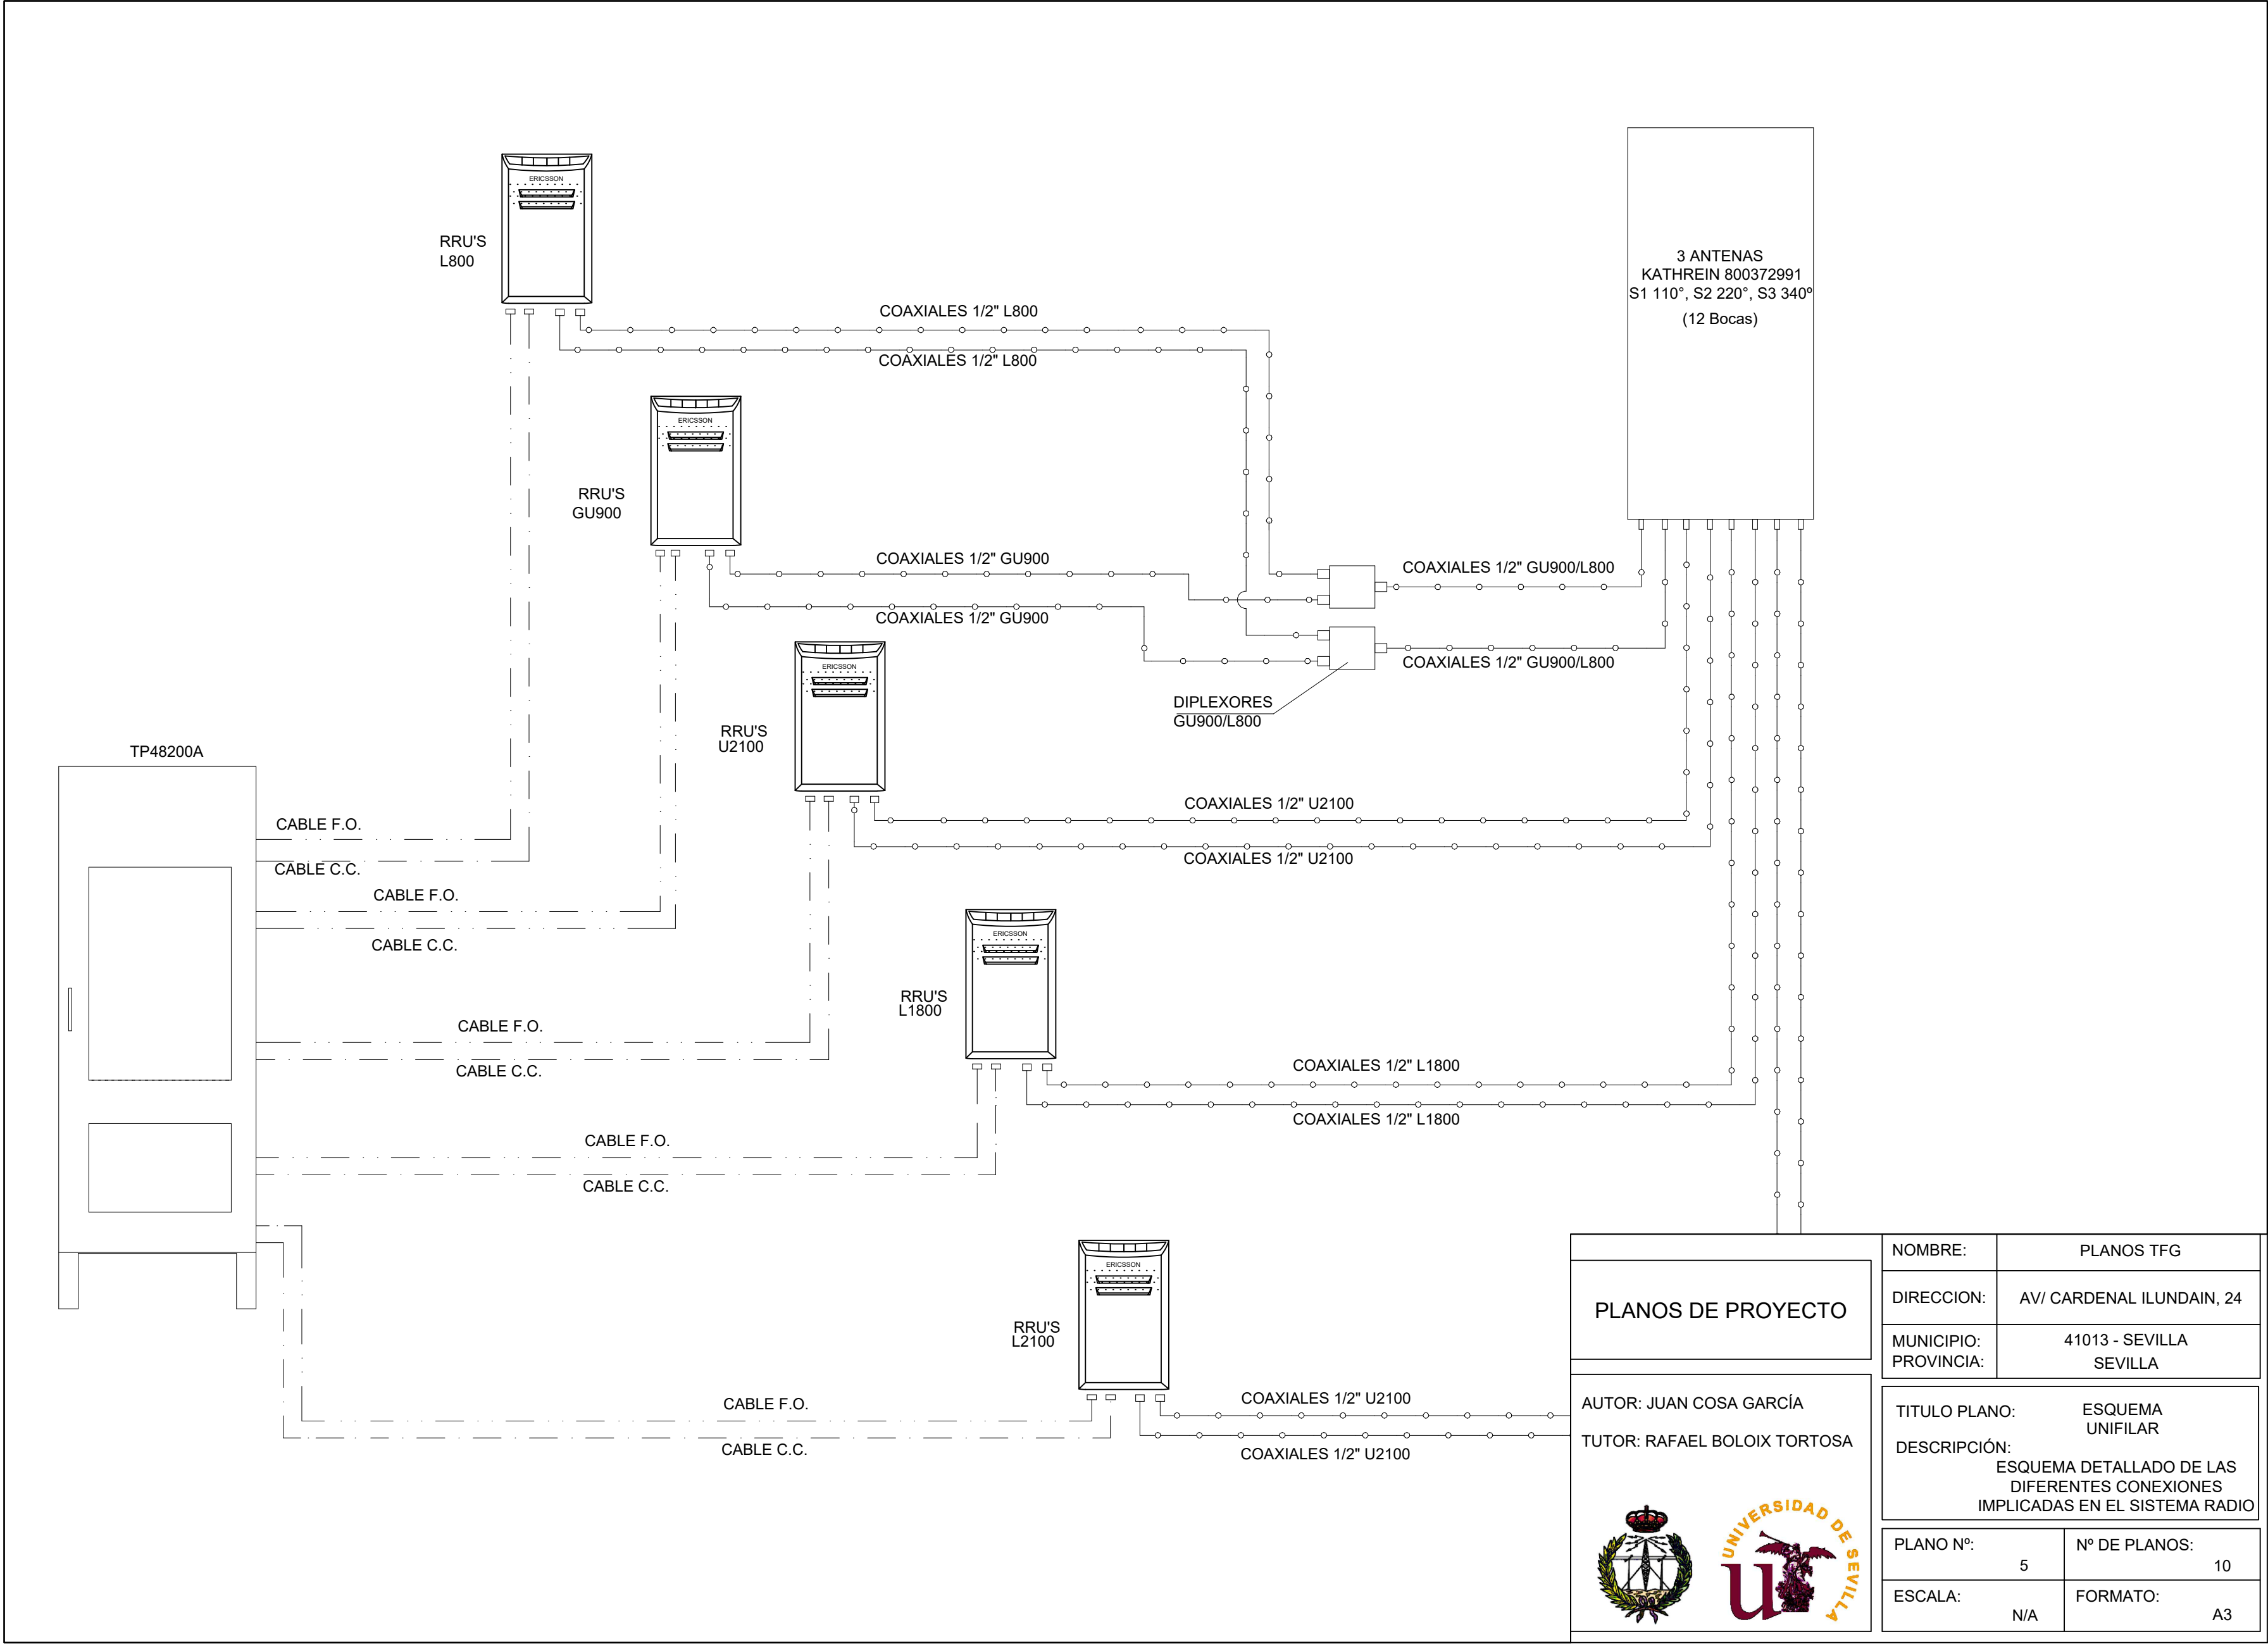 ERICSSON
RRU'S
L800
3 ANTENAS
KATHREIN 800372991
S1 110°, S2 220°, S3 340º
(12 Bocas)
COAXIALES 1/2" L800
COAXIALES 1/2" L800
ERICSSON
RRU'S
GU900
COAXIALES 1/2" GU900
COAXIALES 1/2" GU900
COAXIALES 1/2" GU900/L800
COAXIALES 1/2" GU900/L800
DIPLEXORES
GU900/L800
ERICSSON
RRU'S
U2100
TP48200A
COAXIALES 1/2" U2100
COAXIALES 1/2" U2100
CABLE F.O.
CABLE C.C.
CABLE F.O.
CABLE C.C.
ERICSSON
RRU'S
L1800
CABLE F.O.
CABLE C.C.
COAXIALES 1/2" L1800
COAXIALES 1/2" L1800
CABLE F.O.
CABLE C.C.
ERICSSON
RRU'S
L2100
CABLE F.O.
CABLE C.C.
COAXIALES 1/2" U2100
COAXIALES 1/2" U2100
PLANOS DE PROYECTO
AUTOR: JUAN COSA GARCÍA
TUTOR: RAFAEL BOLOIX TORTOSA
UNIVERSIDAD DE SEVILLA
NOMBRE: PLANOS TFG
DIRECCION: AV/ CARDENAL ILUNDAIN, 24
MUNICIPIO: 41013 - SEVILLA
PROVINCIA: SEVILLA
TITULO PLANO: ESQUEMA
UNIFILAR
DESCRIPCIÓN:
ESQUEMA DETALLADO DE LAS
DIFERENTES CONEXIONES
IMPLICADAS EN EL SISTEMA RADIO
PLANO Nº: 5
Nº DE PLANOS: 10
ESCALA: N/A
FORMATO: A3